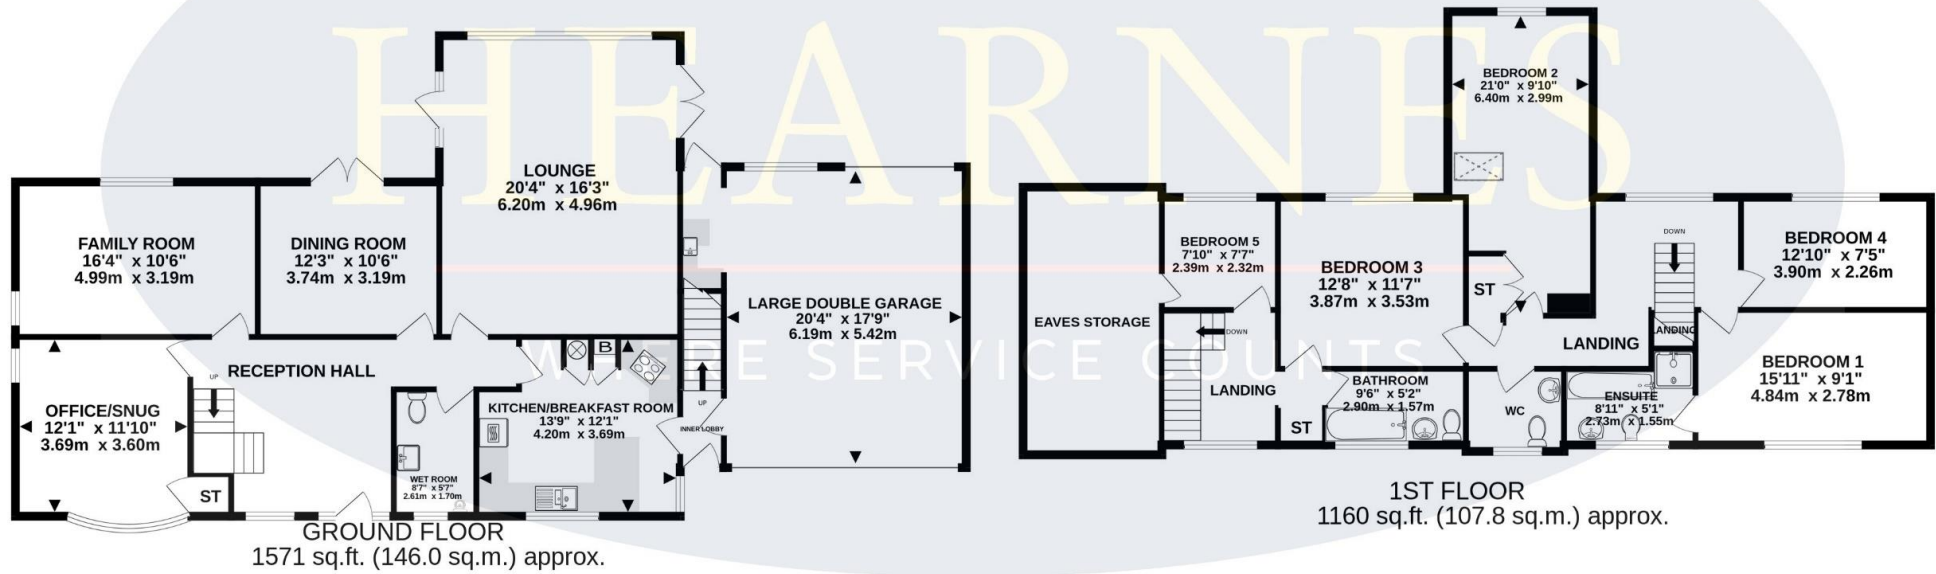 HEARNES
WHERE SERVICE COUNTS
LOUNGE
20'4" x 16'3"
6.20m x 4.96m
FAMILY ROOM
16'4" x 10'6"
4.99m x 3.19m
DINING ROOM
12'3" x 10'6"
3.74m x 3.19m
LARGE DOUBLE GARAGE
20'4" x 17'9"
6.19m x 5.42m
RECEPTION HALL
UP
OFFICE/SNUG
12'1" x 11'10"
3.69m x 3.60m
B
KITCHEN/BREAKFAST ROOM
13'9" x 12'1"
4.20m x 3.69m
UP
INNER LOBBY
WET ROOM
8'7" x 5'7"
2.61m x 1.70m
ST
GROUND FLOOR
1571 sq.ft. (146.0 sq.m.) approx.
BEDROOM 2
21'0" x 9'10"
6.40m x 2.99m
BEDROOM 5
7'10" x 7'7"
2.39m x 2.32m
BEDROOM 3
12'8" x 11'7"
3.87m x 3.53m
ST
DOWN
BEDROOM 4
12'10" x 7'5"
3.90m x 2.26m
EAVES STORAGE
DOWN
LANDING
LANDING
ANDING
BEDROOM 1
15'11" x 9'1"
4.84m x 2.78m
BATHROOM
9'6" x 5'2"
2.90m x 1.57m
ST
WC
ENSUITE
8'11" x 5'1"
2.73m x 1.55m
1ST FLOOR
1160 sq.ft. (107.8 sq.m.) approx.